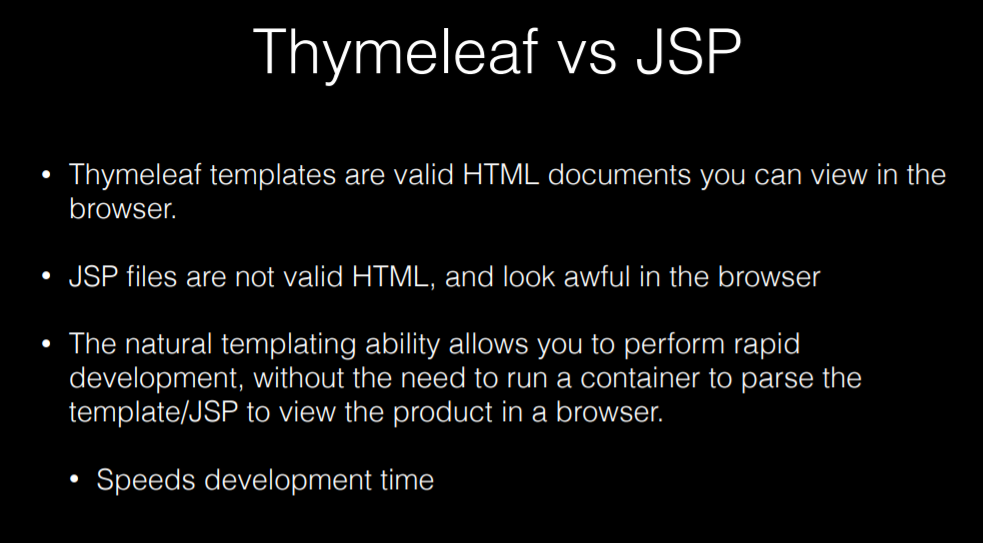 Thymeleaf vs JSP
• Thymeleaf templates are valid HTML documents you can view in the
browser.
• JSP files are not valid HTML, and look awful in the browser
• The natural templating ability allows you to perform rapid
development, without the need to run a container to parse the
template/JSP to view the product in a browser.
• Speeds development time